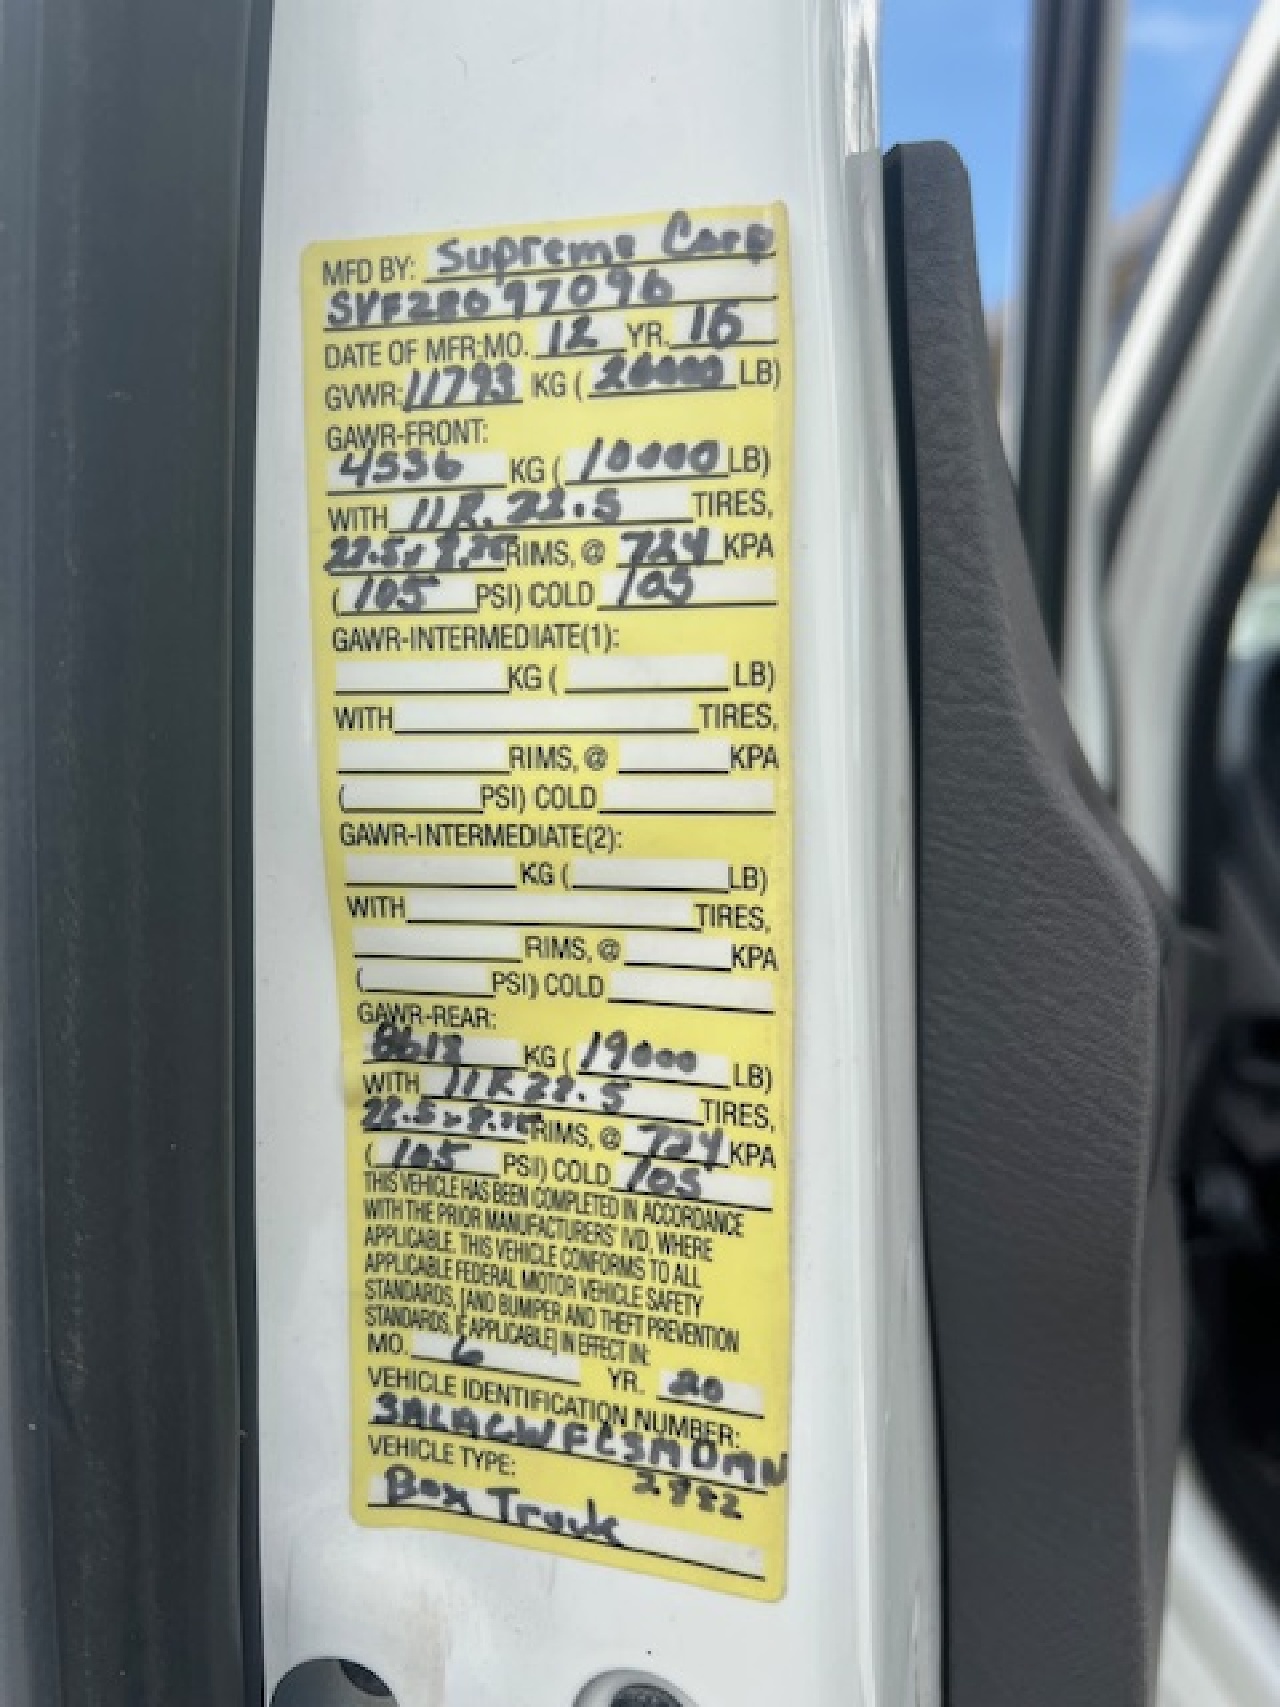 MFD BY: Supreme Corp
DATE OF MFR:MO. 12 YR. 16
GVWR: 11793 KG ( 26000 LB)
GAWR-FRONT:
4536 KG ( 10000 LB)
WITH 11R.22.5 TIRES,
RIMS, @ 724 KPA
( 105 PSI) COLD 105
GAWR-INTERMEDIATE(1):
KG ( LB)
WITH TIRES,
RIMS, @ KPA
( PSI) COLD
GAWR-INTERMEDIATE(2):
KG ( LB)
WITH TIRES,
RIMS, @ KPA
( PSI) COLD
GAWR-REAR:
8618 KG ( 19000 LB)
WITH 11R22.5 TIRES,
RIMS, @ 724 KPA
( 105 PSI) COLD 105
THIS VEHICLE HAS BEEN COMPLETED IN ACCORDANCE
WITH THE PRIOR MANUFACTURERS' IVD, WHERE
APPLICABLE. THIS VEHICLE CONFORMS TO ALL
APPLICABLE FEDERAL MOTOR VEHICLE SAFETY
STANDARDS, [AND BUMPER AND THEFT PREVENTION
STANDARDS, IF APPLICABLE] IN EFFECT IN:
MO. 6 YR. 20
VEHICLE IDENTIFICATION NUMBER:
VEHICLE TYPE:
Box Truck